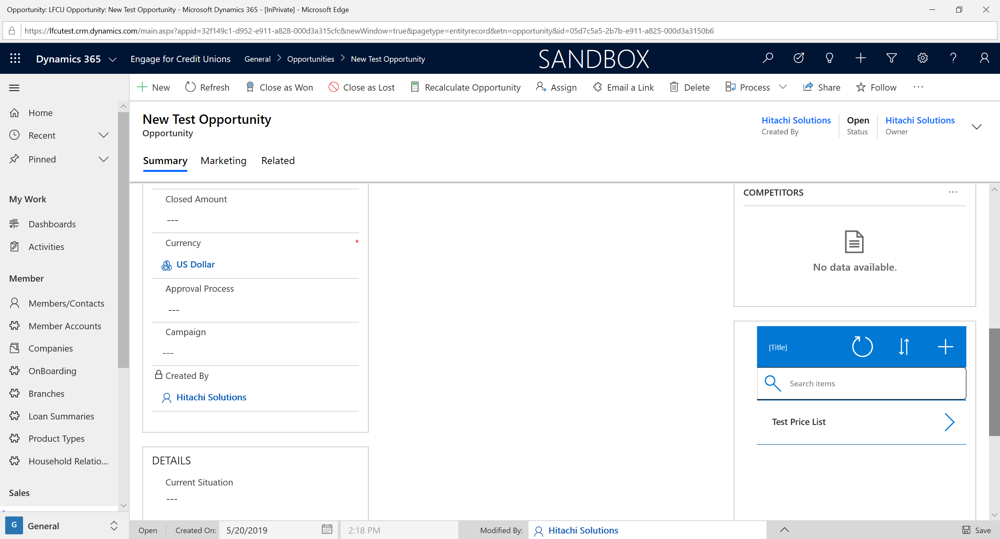 Opportunity: LFCU Opportunity: New Test Opportunity - Microsoft Dynamics 365 - [InPrivate] - Microsoft Edge
https://lfcutest.crm.dynamics.com/main.aspx?appid=32f149c1-d952-e911-a828-000d3a315cfc&newWindow=true&pagetype=entityrecord&etn=opportunity&id=05d7c5a5-2b7b-e911-a825-000d3a3150b6
Dynamics 365 Engage for Credit Unions General > Opportunities > New Test Opportunity SANDBOX ?
New Refresh Close as Won Close as Lost Recalculate Opportunity Assign Email a Link Delete Process Share Follow ...
Home
Recent
Pinned
My Work
Dashboards
Activities
Member
Members/Contacts
Member Accounts
Companies
OnBoarding
Branches
Loan Summaries
Product Types
Household Relatio...
Sales
G General
New Test Opportunity
Opportunity
Hitachi Solutions
Created By
Open
Status
Hitachi Solutions
Owner
Summary Marketing Related
Closed Amount
---
Currency *
US Dollar
Approval Process
---
Campaign
---
Created By
Hitachi Solutions
DETAILS
Current Situation
---
COMPETITORS ...
No data available.
[Title]
Search items
Test Price List
Open Created On: 5/20/2019 2:18 PM Modified By: Hitachi Solutions Save